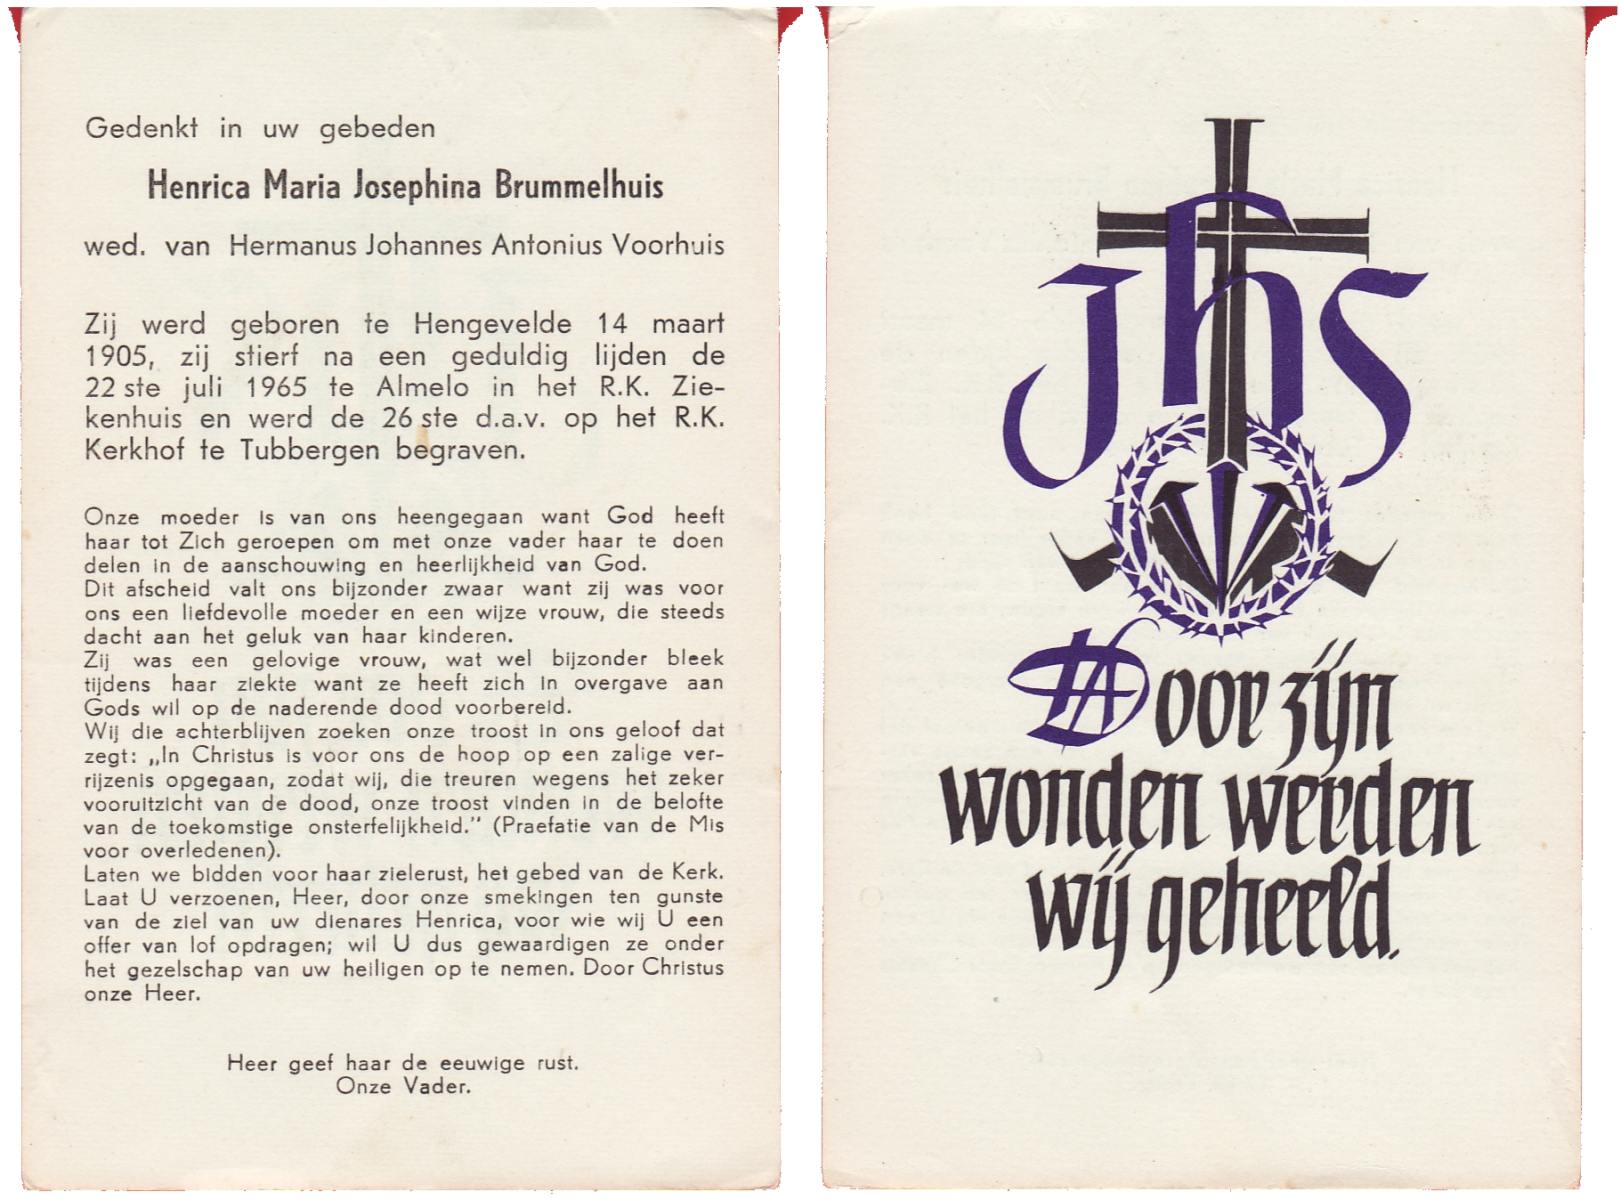 Gedenkt in uw gebeden
Henrica Maria Josephina Brummelhuis
wed. van Hermanus Johannes Antonius Voorhuis
Zij werd geboren te Hengevelde 14 maart
1905, zij stierf na een geduldig lijden de
22 ste juli 1965 te Almelo in het R.K. Zie-
kenhuis en werd de 26 ste d.a.v. op het R.K.
Kerkhof te Tubbergen begraven.
Onze moeder is van ons heengegaan want God heeft
haar tot Zich geroepen om met onze vader haar te doen
delen in de aanschouwing en heerlijkheid van God.
Dit afscheid valt ons bijzonder zwaar want zij was voor
ons een liefdevolle moeder en een wijze vrouw, die steeds
dacht aan het geluk van haar kinderen.
Zij was een gelovige vrouw, wat wel bijzonder bleek
tijdens haar ziekte want ze heeft zich in overgave aan
Gods wil op de naderende dood voorbereid.
Wij die achterblijven zoeken onze troost in ons geloof dat
zegt: „In Christus is voor ons de hoop op een zalige ver-
rijzenis opgegaan, zodat wij, die treuren wegens het zeker
vooruitzicht van de dood, onze troost vinden in de belofte
van de toekomstige onsterfelijkheid." (Praefatie van de Mis
voor overledenen).
Laten we bidden voor haar zielerust, het gebed van de Kerk.
Laat U verzoenen, Heer, door onze smekingen ten gunste
van de ziel van uw dienares Henrica, voor wie wij U een
offer van lof opdragen; wil U dus gewaardigen ze onder
het gezelschap van uw heiligen op te nemen. Door Christus
onze Heer.
Heer geef haar de eeuwige rust.
Onze Vader.
jhs
Door zijn
wonden werden
wij geheeld.